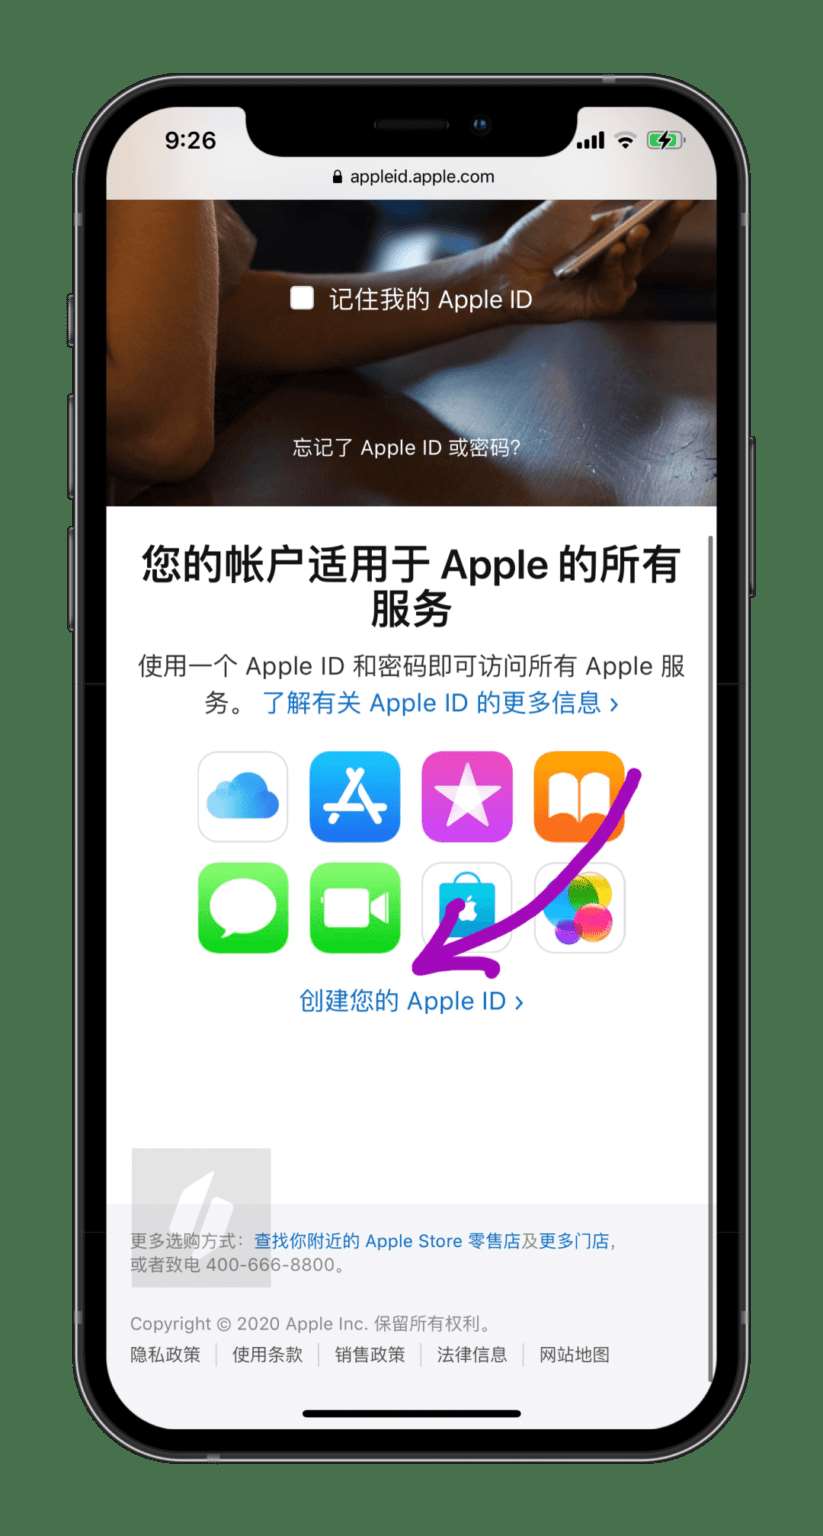 9:26
appleid.apple.com
记住我的 Apple ID
忘记了 Apple ID 或密码?
您的帐户适用于 Apple 的所有
服务
使用一个 Apple ID 和密码即可访问所有 Apple 服
务。 了解有关 Apple ID 的更多信息 ›
创建您的 Apple ID ›
更多选购方式：查找你附近的 Apple Store 零售店及更多门店，
或者致电 400-666-8800。
Copyright © 2020 Apple Inc. 保留所有权利。
隐私政策 | 使用条款 | 销售政策 | 法律信息 | 网站地图